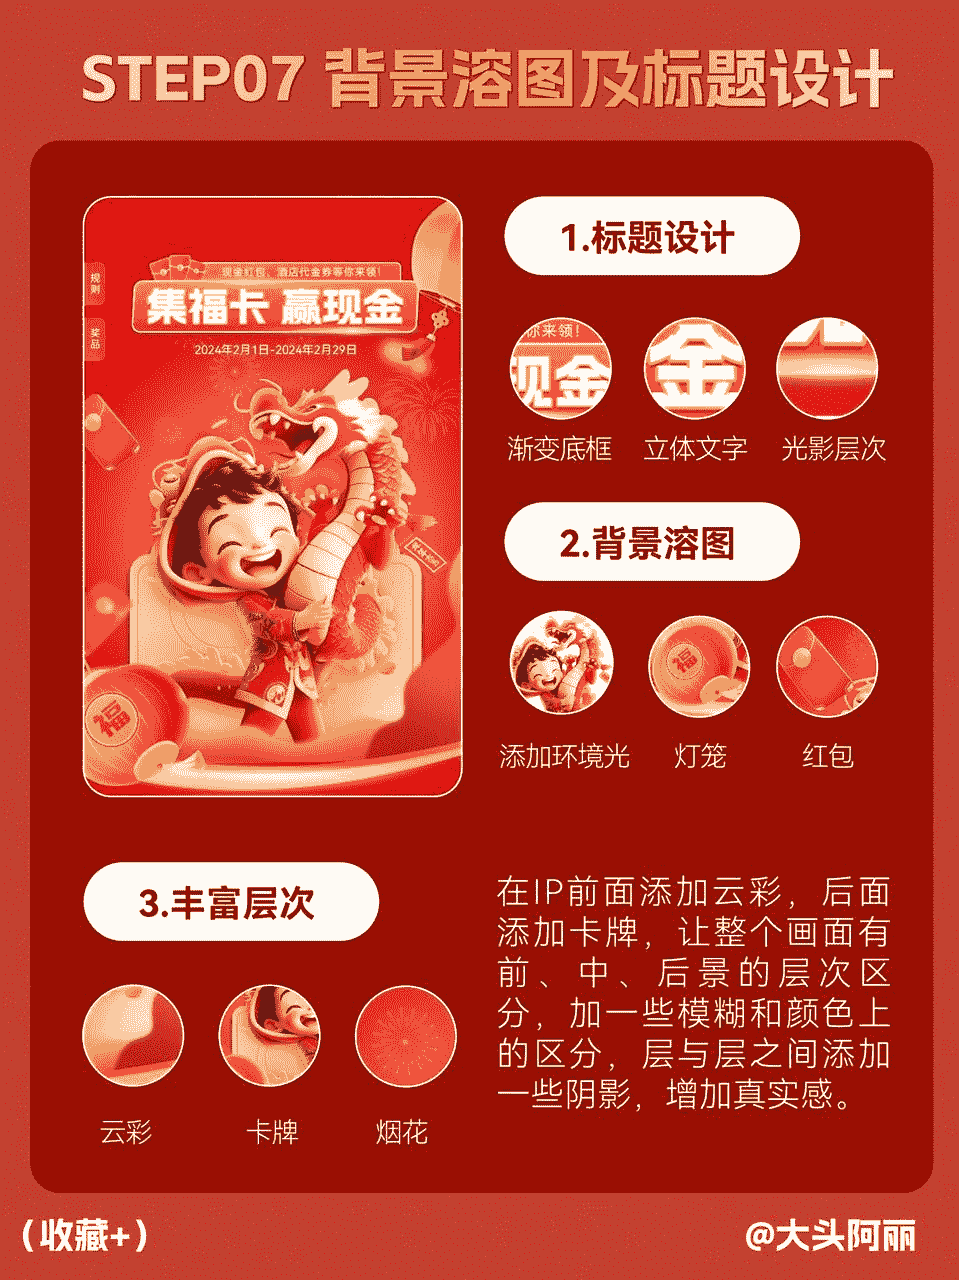 STEP07 背景溶图及标题设计
规则
奖品
现金红包、酒店代金券等你来领！
集福卡 赢现金
2024年2月1日-2024年2月29日
福
1.标题设计
你来领！
现金
金
渐变底框
立体文字
光影层次
2.背景溶图
福
添加环境光
灯笼
红包
3.丰富层次
云彩
卡牌
烟花
在IP前面添加云彩，后面
添加卡牌，让整个画面有
前、中、后景的层次区
分，加一些模糊和颜色上
的区分，层与层之间添加
一些阴影，增加真实感。
（收藏+）
@大头阿丽